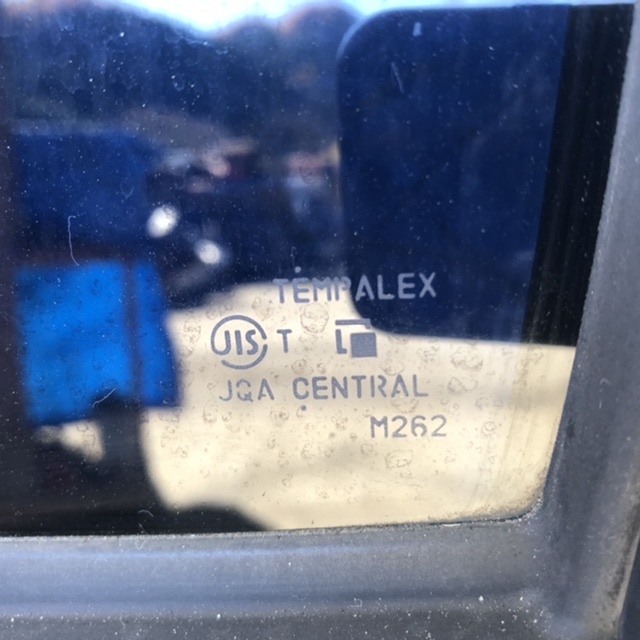 TEMPALEX
JIS T
JQA CENTRAL
M262